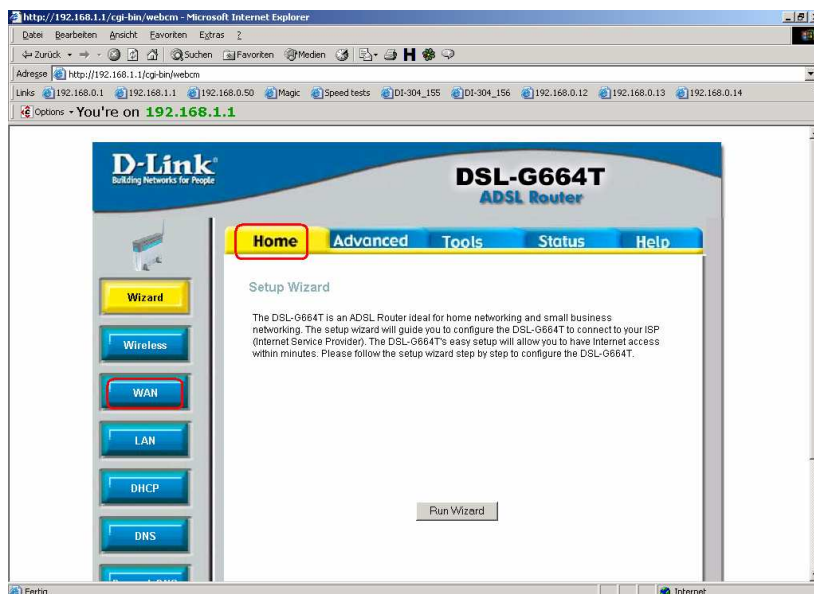 http://192.168.1.1/cgi-bin/webcm - Microsoft Internet Explorer
Datei Bearbeiten Ansicht Favoriten Extras ?
Zurück Suchen Favoriten Medien
Adresse http://192.168.1.1/cgi-bin/webcm
Links 192.168.0.1 192.168.1.1 192.168.0.50 Magic Speed tests DI-304_155 DI-304_156 192.168.0.12 192.168.0.13 192.168.0.14
Options You're on 192.168.1.1
D-Link
Building Networks for People
DSL-G664T
ADSL Router
Home Advanced Tools Status Help
Wizard
Wireless
WAN
LAN
DHCP
DNS
Setup Wizard
The DSL-G664T is an ADSL Router ideal for home networking and small business
networking. The setup wizard will guide you to configure the DSL-G664T to connect to your ISP
(Internet Service Provider). The DSL-G664T's easy setup will allow you to have Internet access
within minutes. Please follow the setup wizard step by step to configure the DSL-G664T.
Run Wizard
Fertig
Internet